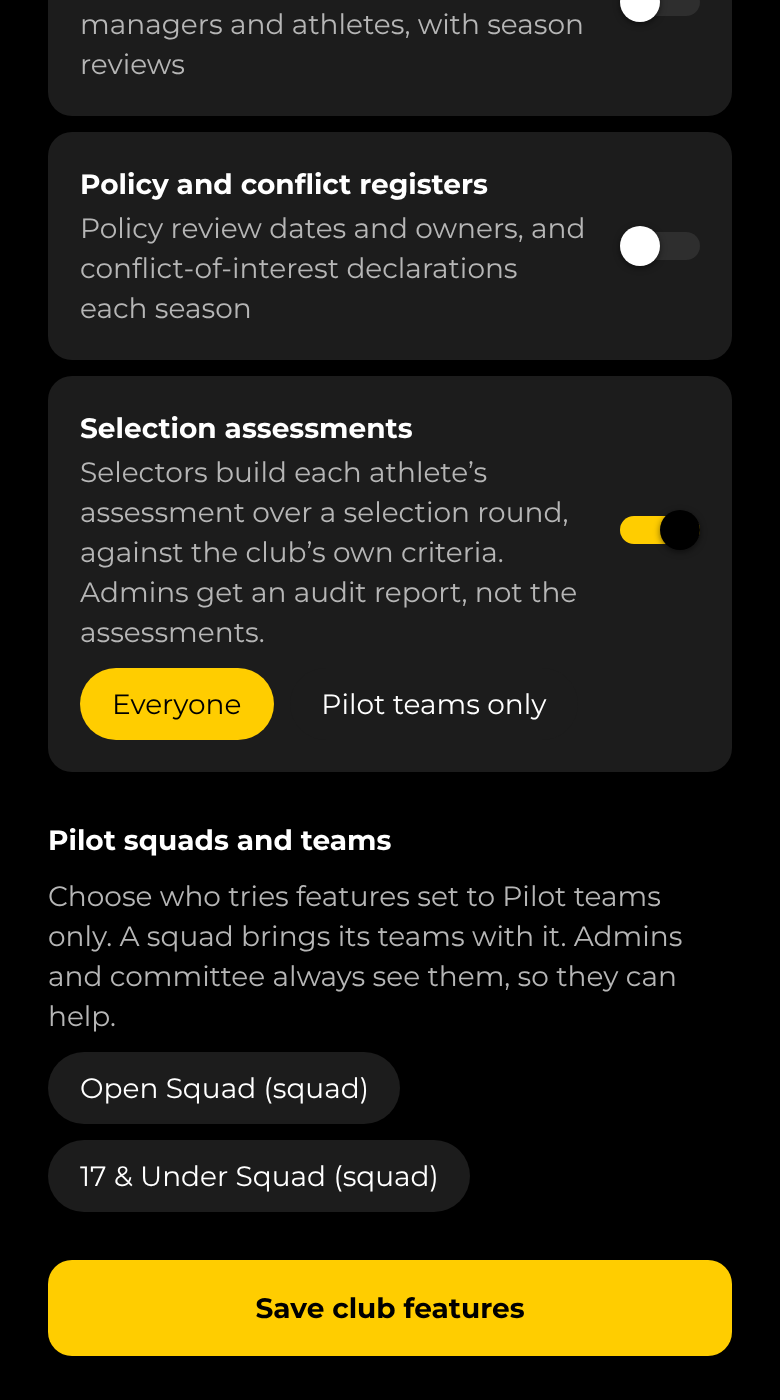 managers and athletes, with season
reviews
Policy and conflict registers
Policy review dates and owners, and
conflict-of-interest declarations
each season
Selection assessments
Selectors build each athlete’s
assessment over a selection round,
against the club’s own criteria.
Admins get an audit report, not the
assessments.
Everyone
Pilot teams only
Pilot squads and teams
Choose who tries features set to Pilot teams
only. A squad brings its teams with it. Admins
and committee always see them, so they can
help.
Open Squad (squad)
17 & Under Squad (squad)
Save club features